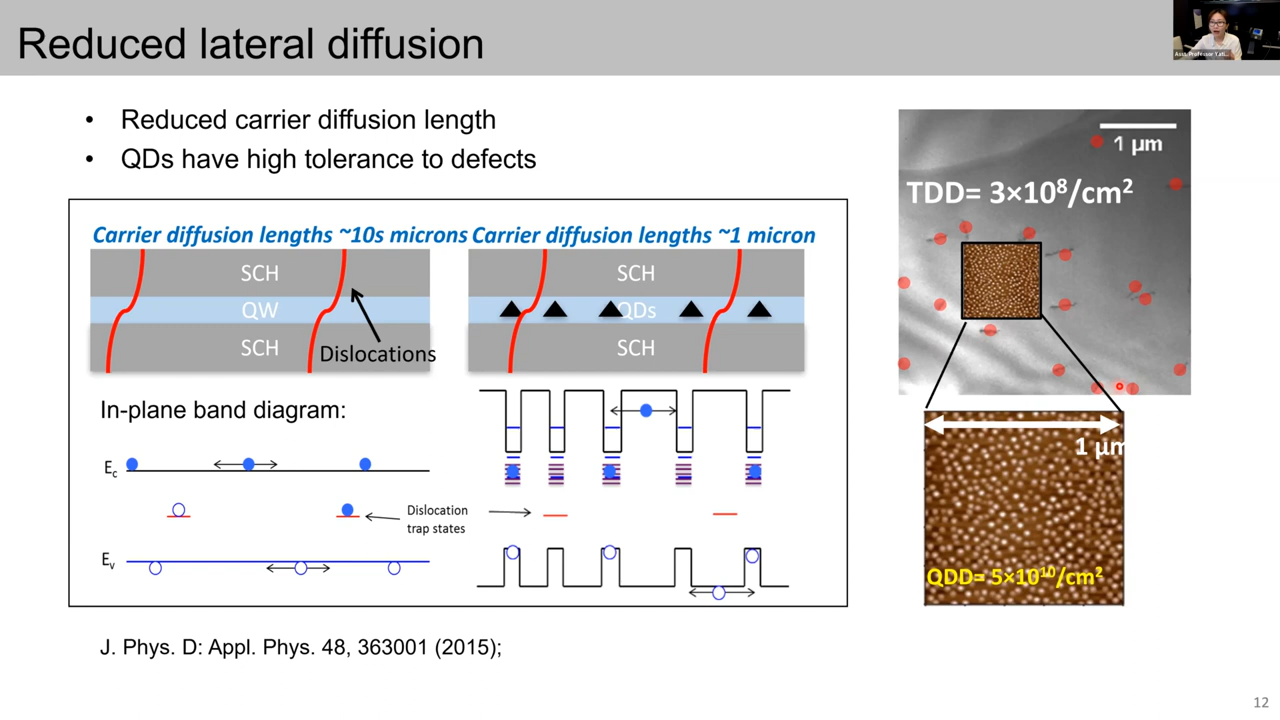 Reduced lateral diffusion
• Reduced carrier diffusion length
• QDs have high tolerance to defects
Carrier diffusion lengths ~10s microns
SCH
QW
SCH
Dislocations
Carrier diffusion lengths ~1 micron
SCH
QDs
SCH
In-plane band diagram:
Ec
Ev
Dislocation
trap states
1 μm
TDD= 3×10⁸/cm²
1 μm
QDD= 5×10¹⁰/cm²
J. Phys. D: Appl. Phys. 48, 363001 (2015);
12